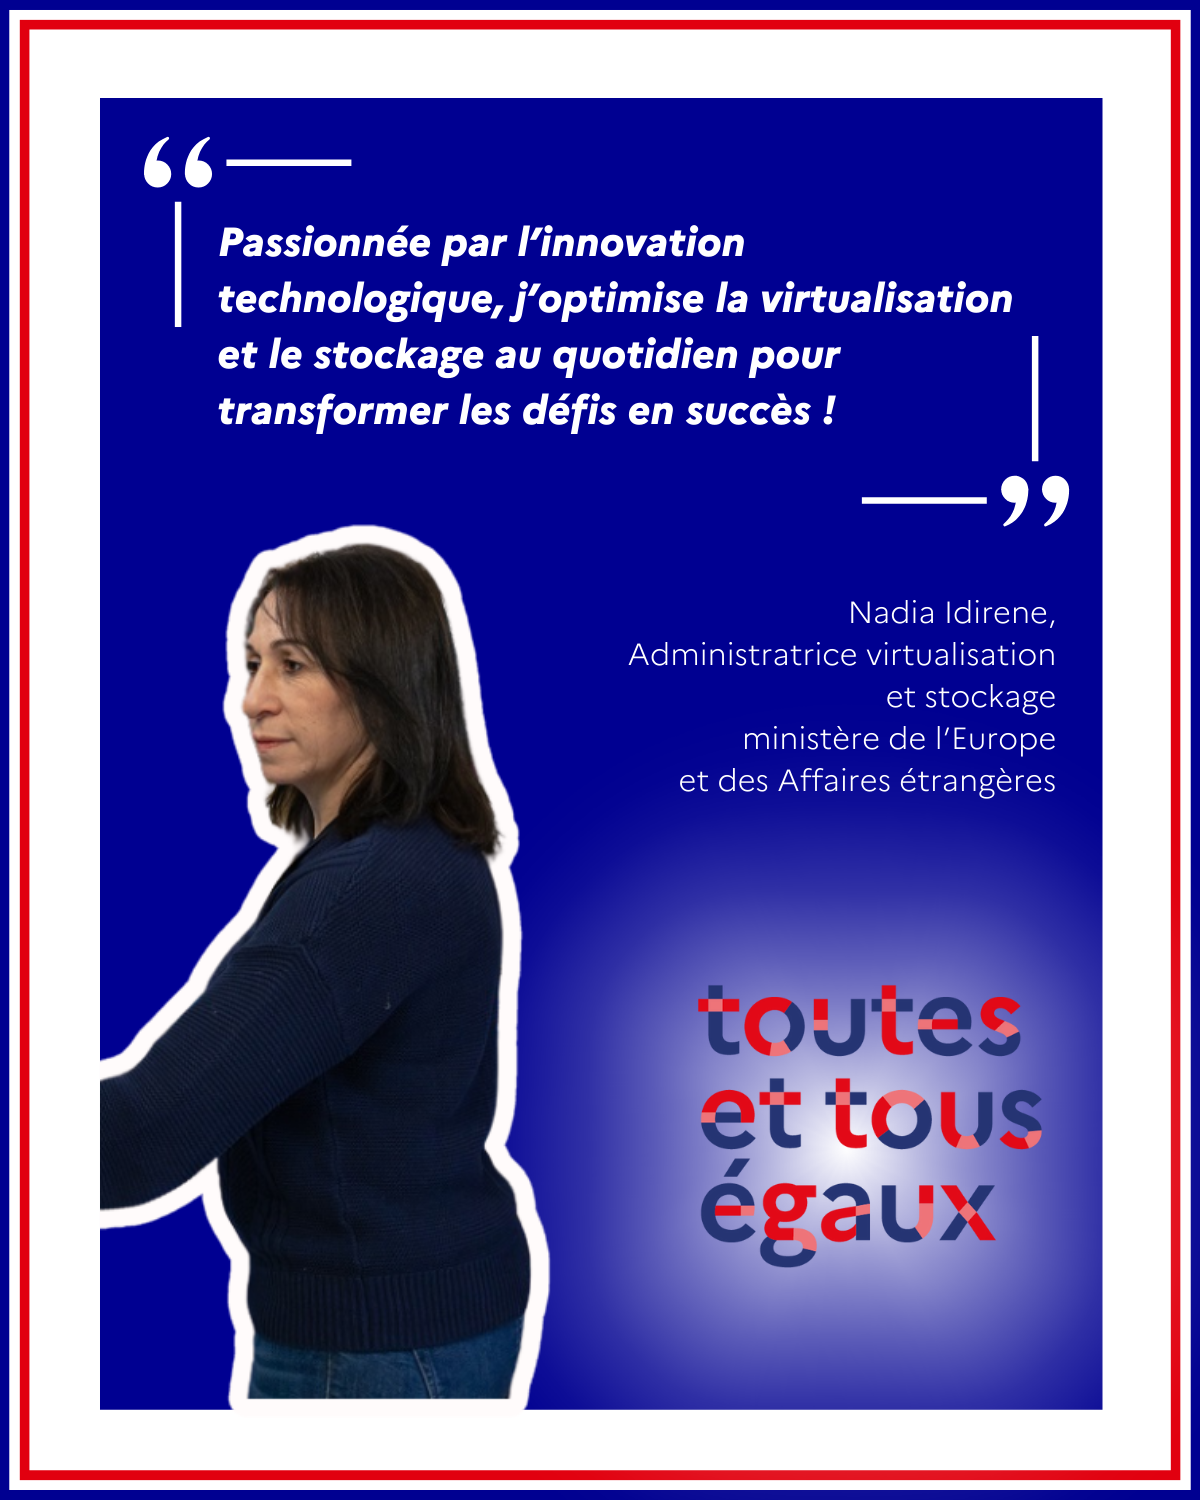 “
Passionnée par l’innovation
technologique, j’optimise la virtualisation
et le stockage au quotidien pour
transformer les défis en succès !
”
Nadia Idirene,
Administratrice virtualisation
et stockage
ministère de l’Europe
et des Affaires étrangères
toutes
et tous
égaux